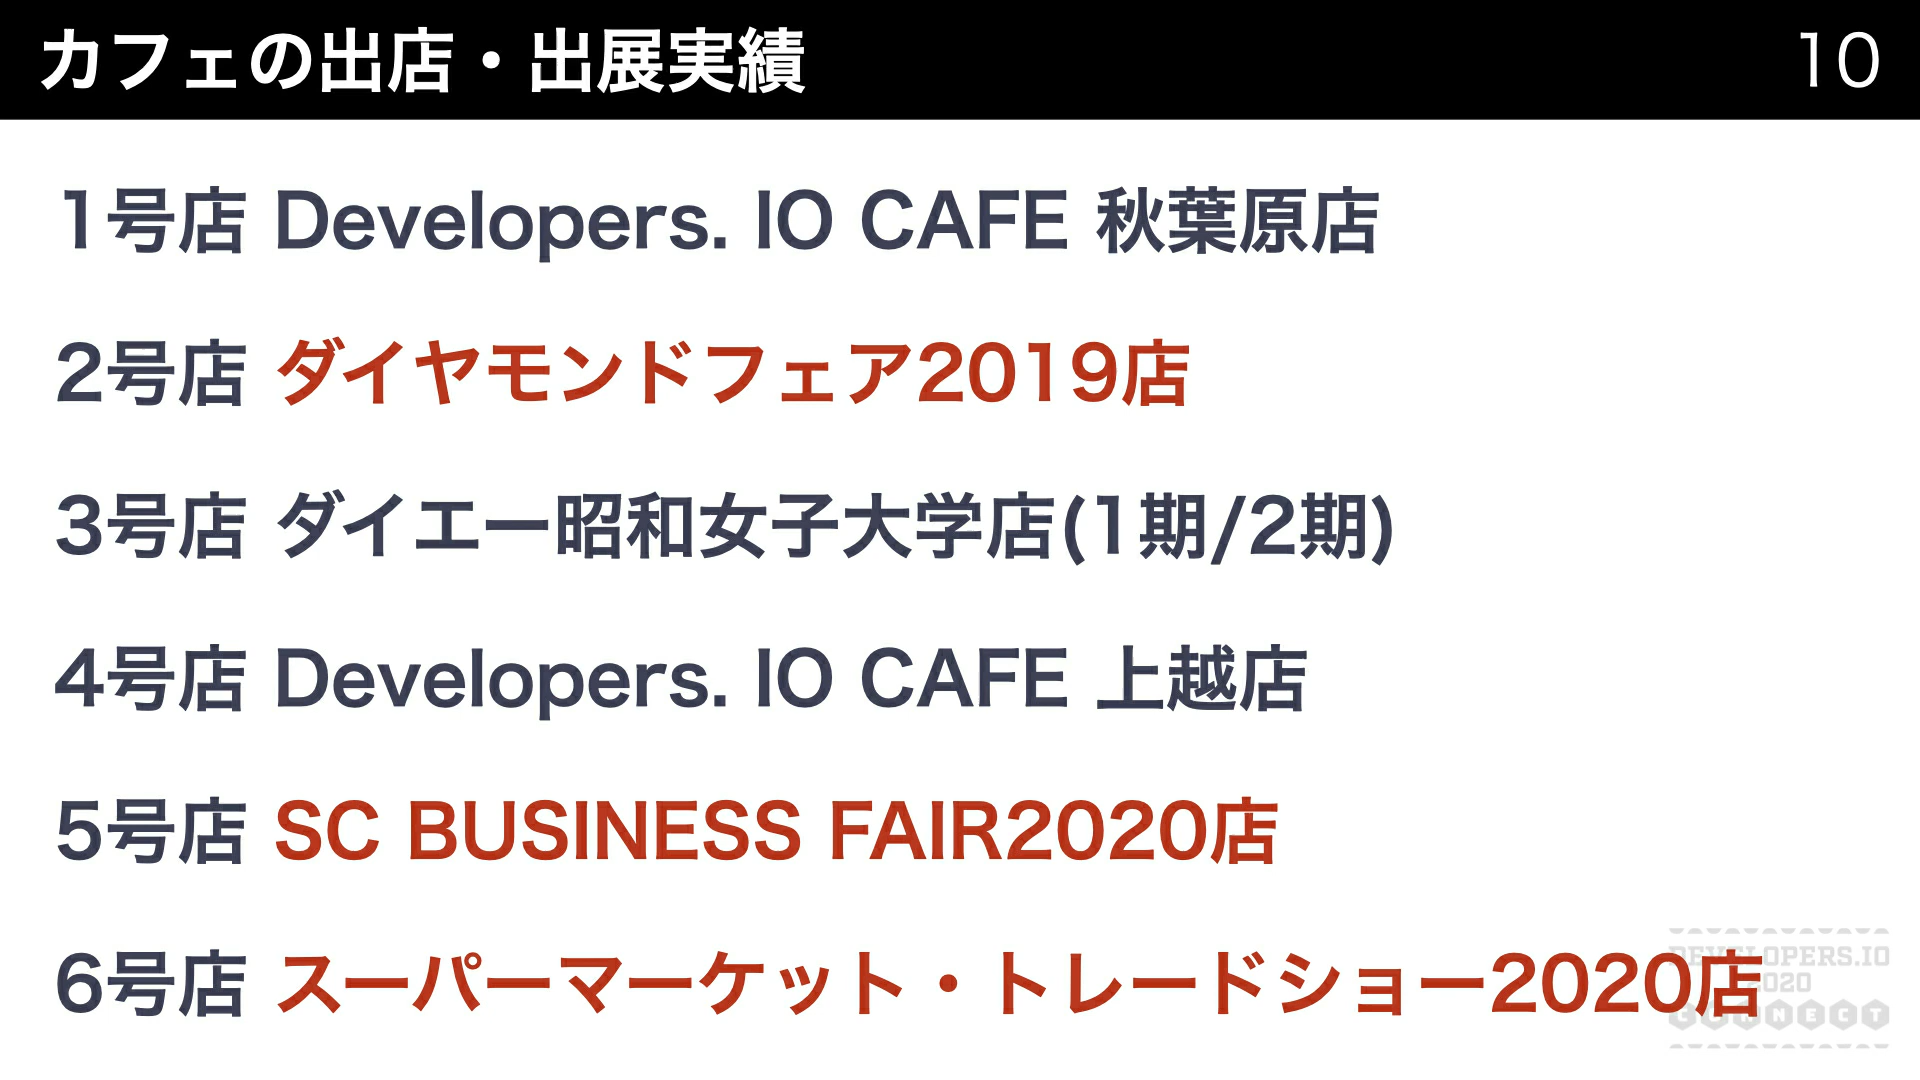 カフェの出店・出展実績
10
1号店 Developers. IO CAFE 秋葉原店
2号店 ダイヤモンドフェア2019店
3号店 ダイエー昭和女子大学店(1期/2期)
4号店 Developers. IO CAFE 上越店
5号店 SC BUSINESS FAIR2020店
6号店 スーパーマーケット・トレードショー2020店
DEVELOPERS.IO
2020
CONNECT